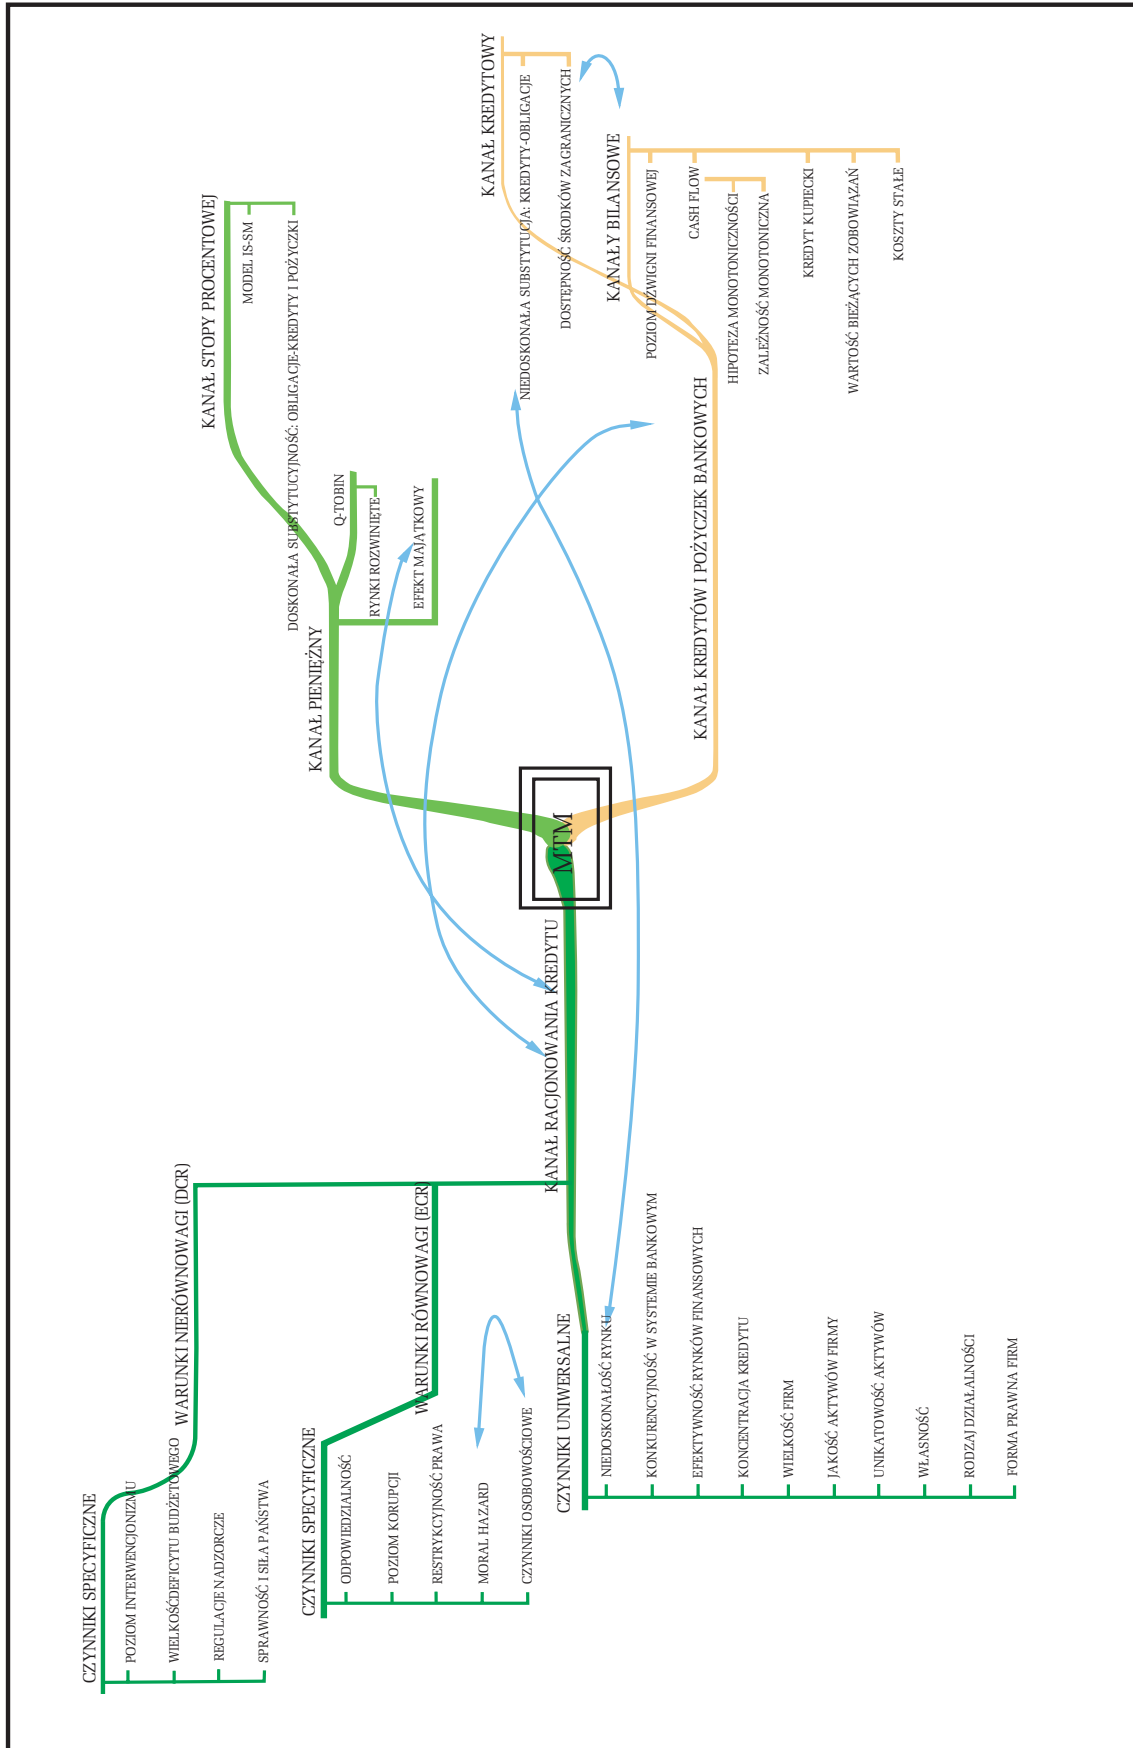 KANAŁ STOPY PROCENTOWEJ
MODEL IS-SM
DOSKONAŁA SUBSTYTUCYJNOŚĆ: OBLIGACJE-KREDYTY I POŻYCZKI
KANAŁ PIENIĘŻNY
Q-TOBIN
RYNKI ROZWINIĘTE
EFEKT MAJĄTKOWY
KANAŁ KREDYTOWY
NIEDOSKONAŁA SUBSTYTUCJA: KREDYTY-OBLIGACJE
DOSTĘPNOŚĆ ŚRODKÓW ZAGRANICZNYCH
KANAŁY BILANSOWE
POZIOM DŹWIGNI FINANSOWEJ
CASH FLOW
HIPOTEZA MONOTONICZNOŚCI
ZALEŻNOŚĆ MONOTONICZNA
KREDYT KUPIECKI
WARTOŚĆ BIEŻĄCYCH ZOBOWIĄZAŃ
KOSZTY STAŁE
KANAŁ KREDYTÓW I POŻYCZEK BANKOWYCH
MTM
KANAŁ RACJONOWANIA KREDYTU
WARUNKI NIERÓWNOWAGI (DCR)
CZYNNIKI SPECYFICZNE
POZIOM INTERWENCJONIZMU
WIELKOŚĆDEFICYTU BUDŻETOWEGO
REGULACJE NADZORCZE
SPRAWNOŚĆ I SIŁA PAŃSTWA
WARUNKI RÓWNOWAGI (ECR)
CZYNNIKI SPECYFICZNE
ODPOWIEDZIALNOŚĆ
POZIOM KORUPCJI
RESTRYKCYJNOŚĆ PRAWA
MORAL HAZARD
CZYNNIKI OSOBOWOŚCIOWE
CZYNNIKI UNIWERSALNE
NIEDOSKONAŁOŚĆ RYNKU
KONKURENCYJNOŚĆ W SYSTEMIE BANKOWYM
EFEKTYWNOŚĆ RYNKÓW FINANSOWYCH
KONCENTRACJA KREDYTU
WIELKOŚĆ FIRM
JAKOŚĆ AKTYWÓW FIRMY
UNIKATOWOŚĆ AKTYWÓW
WŁASNOŚĆ
RODZAJ DZIAŁALNOŚCI
FORMA PRAWNA FIRM